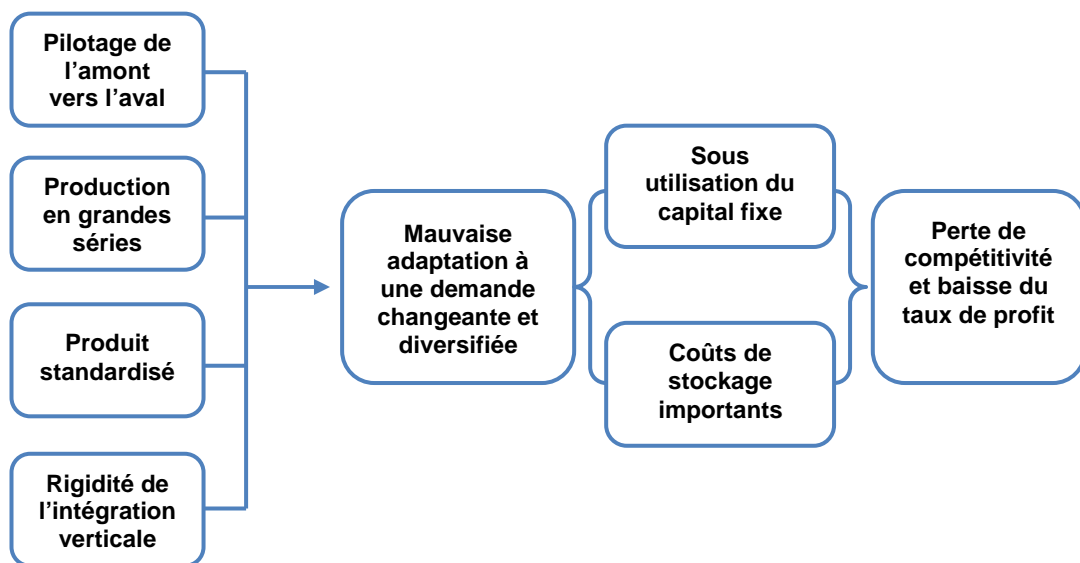 Pilotage de
l’amont
vers l’aval
Production
en grandes
séries
Produit
standardisé
Rigidité de
l’intégration
verticale
Mauvaise
adaptation à
une demande
changeante et
diversifiée
Sous
utilisation du
capital fixe
Coûts de
stockage
importants
Perte de
compétitivité
et baisse du
taux de profit